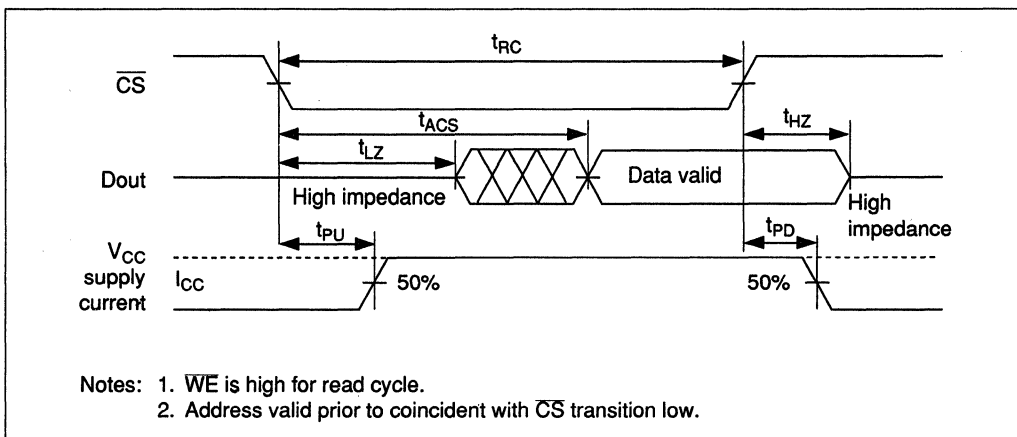 tRC
CS
tACS
tHZ
tLZ
Dout
Data valid
High impedance
High
impedance
tPU
tPD
VCC
supply
current
ICC
50%
50%
Notes: 1. WE is high for read cycle.
2. Address valid prior to coincident with CS transition low.